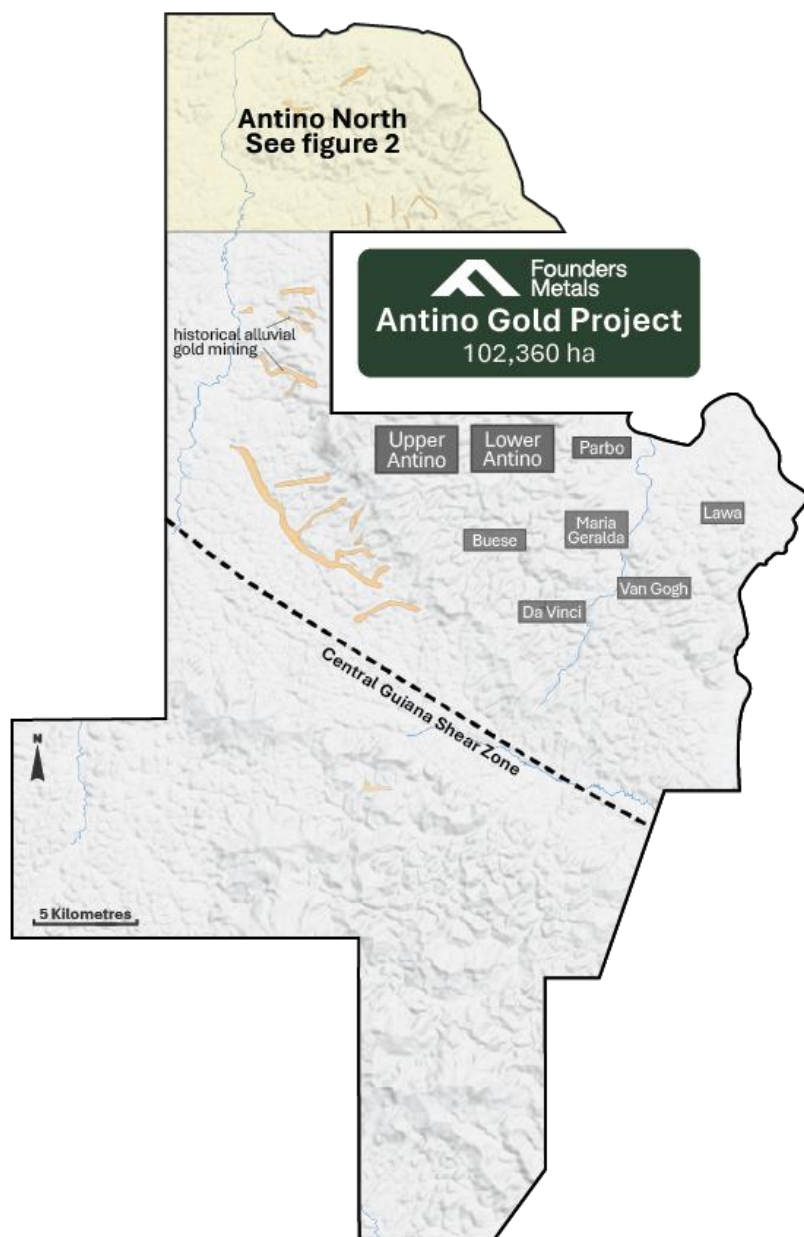 Antino North
See figure 2
Founders
Metals
Antino Gold Project
102,360 ha
historical alluvial
gold mining
Upper
Antino
Lower
Antino
Parbo
Lawa
Maria
Geralda
Buese
Van Gogh
Da Vinci
Central Guiana Shear Zone
N
5 Kilometres